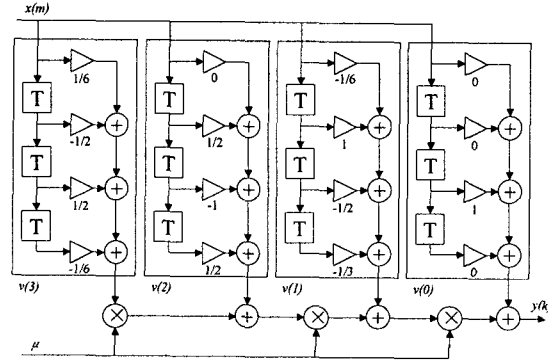 x(m)
1/6 0 -1/6 0
T T T T
-1/2 1/2 1 0
T T T T
1/2 -1 -1/2 1
T T T T
-1/6 1/2 -1/3 0
v(3) v(2) v(1) v(0)
y(k
μ